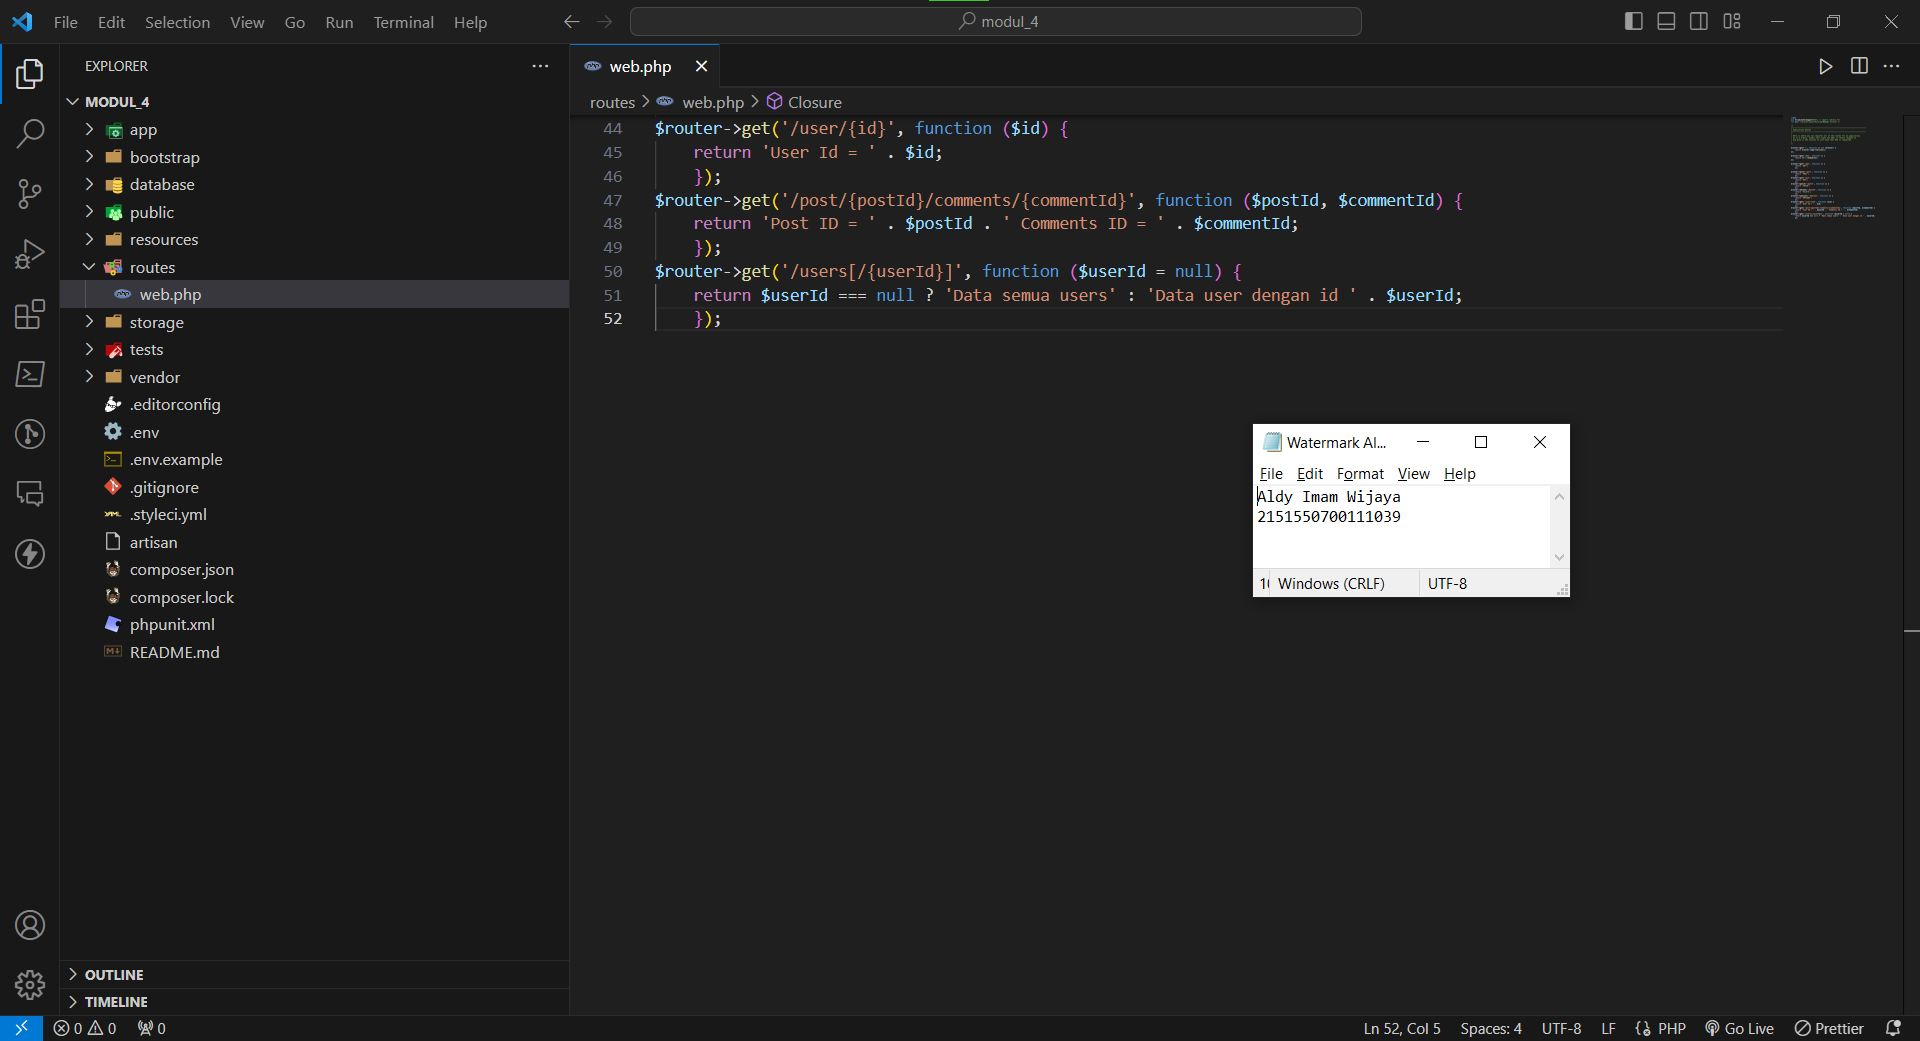 File Edit Selection View Go Run Terminal Help
modul_4
EXPLORER
MODUL_4
app
bootstrap
database
public
resources
routes
web.php
storage
tests
vendor
.editorconfig
.env
.env.example
.gitignore
.styleci.yml
artisan
composer.json
composer.lock
phpunit.xml
README.md
OUTLINE
TIMELINE
web.php
routes > web.php > Closure
44 $router->get('/user/{id}', function ($id) {
45 return 'User Id = ' . $id;
46 });
47 $router->get('/post/{postId}/comments/{commentId}', function ($postId, $commentId) {
48 return 'Post ID = ' . $postId . ' Comments ID = ' . $commentId;
49 });
50 $router->get('/users[/{userId}]', function ($userId = null) {
51 return $userId === null ? 'Data semua users' : 'Data user dengan id ' . $userId;
52 });
Watermark Al...
File Edit Format View Help
Aldy Imam Wijaya
2151550700111039
Windows (CRLF) UTF-8
0 0 0 Ln 52, Col 5 Spaces: 4 UTF-8 LF PHP Go Live Prettier